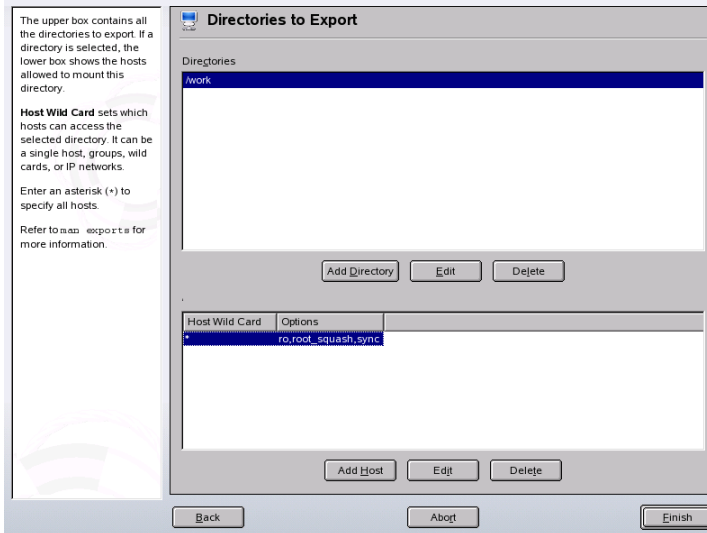 The upper box contains all
the directories to export. If a
directory is selected, the
lower box shows the hosts
allowed to mount this
directory.
Host Wild Card sets which
hosts can access the
selected directory. It can be
a single host, groups, wild
cards, or IP networks.
Enter an asterisk (*) to
specify all hosts.
Refer to man exports for
more information.
Directories to Export
Directories
/work
Add Directory Edit Delete
Host Wild Card Options
* ro,root_squash,sync
Add Host Edit Delete
Back Abort Finish